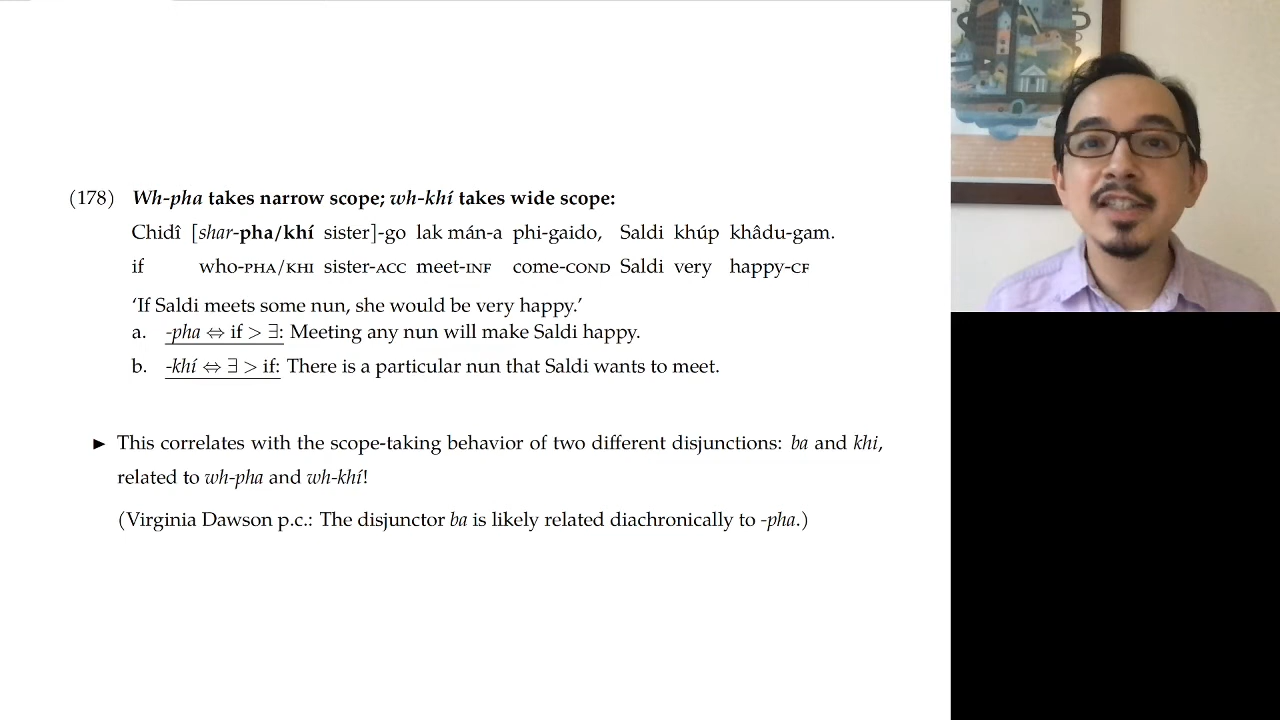 (178) Wh-pha takes narrow scope; wh-khí takes wide scope:
Chidî [shar-pha/khí sister]-go lak mán-a phi-gaido, Saldi khúp khâdu-gam.
if who-PHA/KHI sister-ACC meet-INF come-COND Saldi very happy-CF
‘If Saldi meets some nun, she would be very happy.’
a. -pha ⇔ if > ∃: Meeting any nun will make Saldi happy.
b. -khí ⇔ ∃ > if: There is a particular nun that Saldi wants to meet.
► This correlates with the scope-taking behavior of two different disjunctions: ba and khi,
related to wh-pha and wh-khí!
(Virginia Dawson p.c.: The disjunctor ba is likely related diachronically to -pha.)